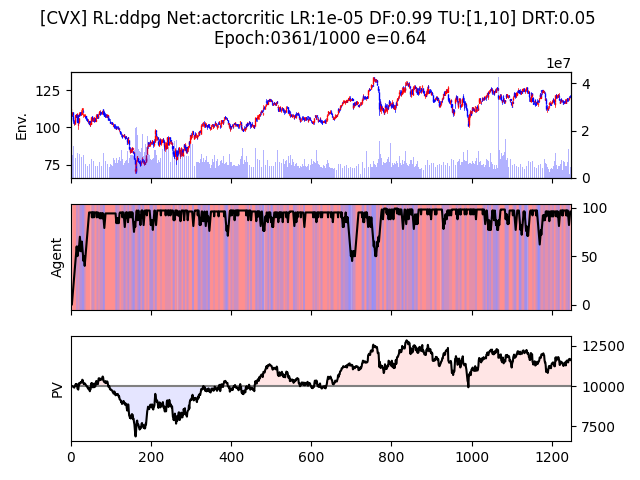 [CVX] RL:ddpg Net:actorcritic LR:1e-05 DF:0.99 TU:[1,10] DRT:0.05
Epoch:0361/1000 e=0.64
1e7
125
100
75
Env.
4
2
0
Agent
100
50
0
PV
12500
10000
7500
0 200 400 600 800 1000 1200